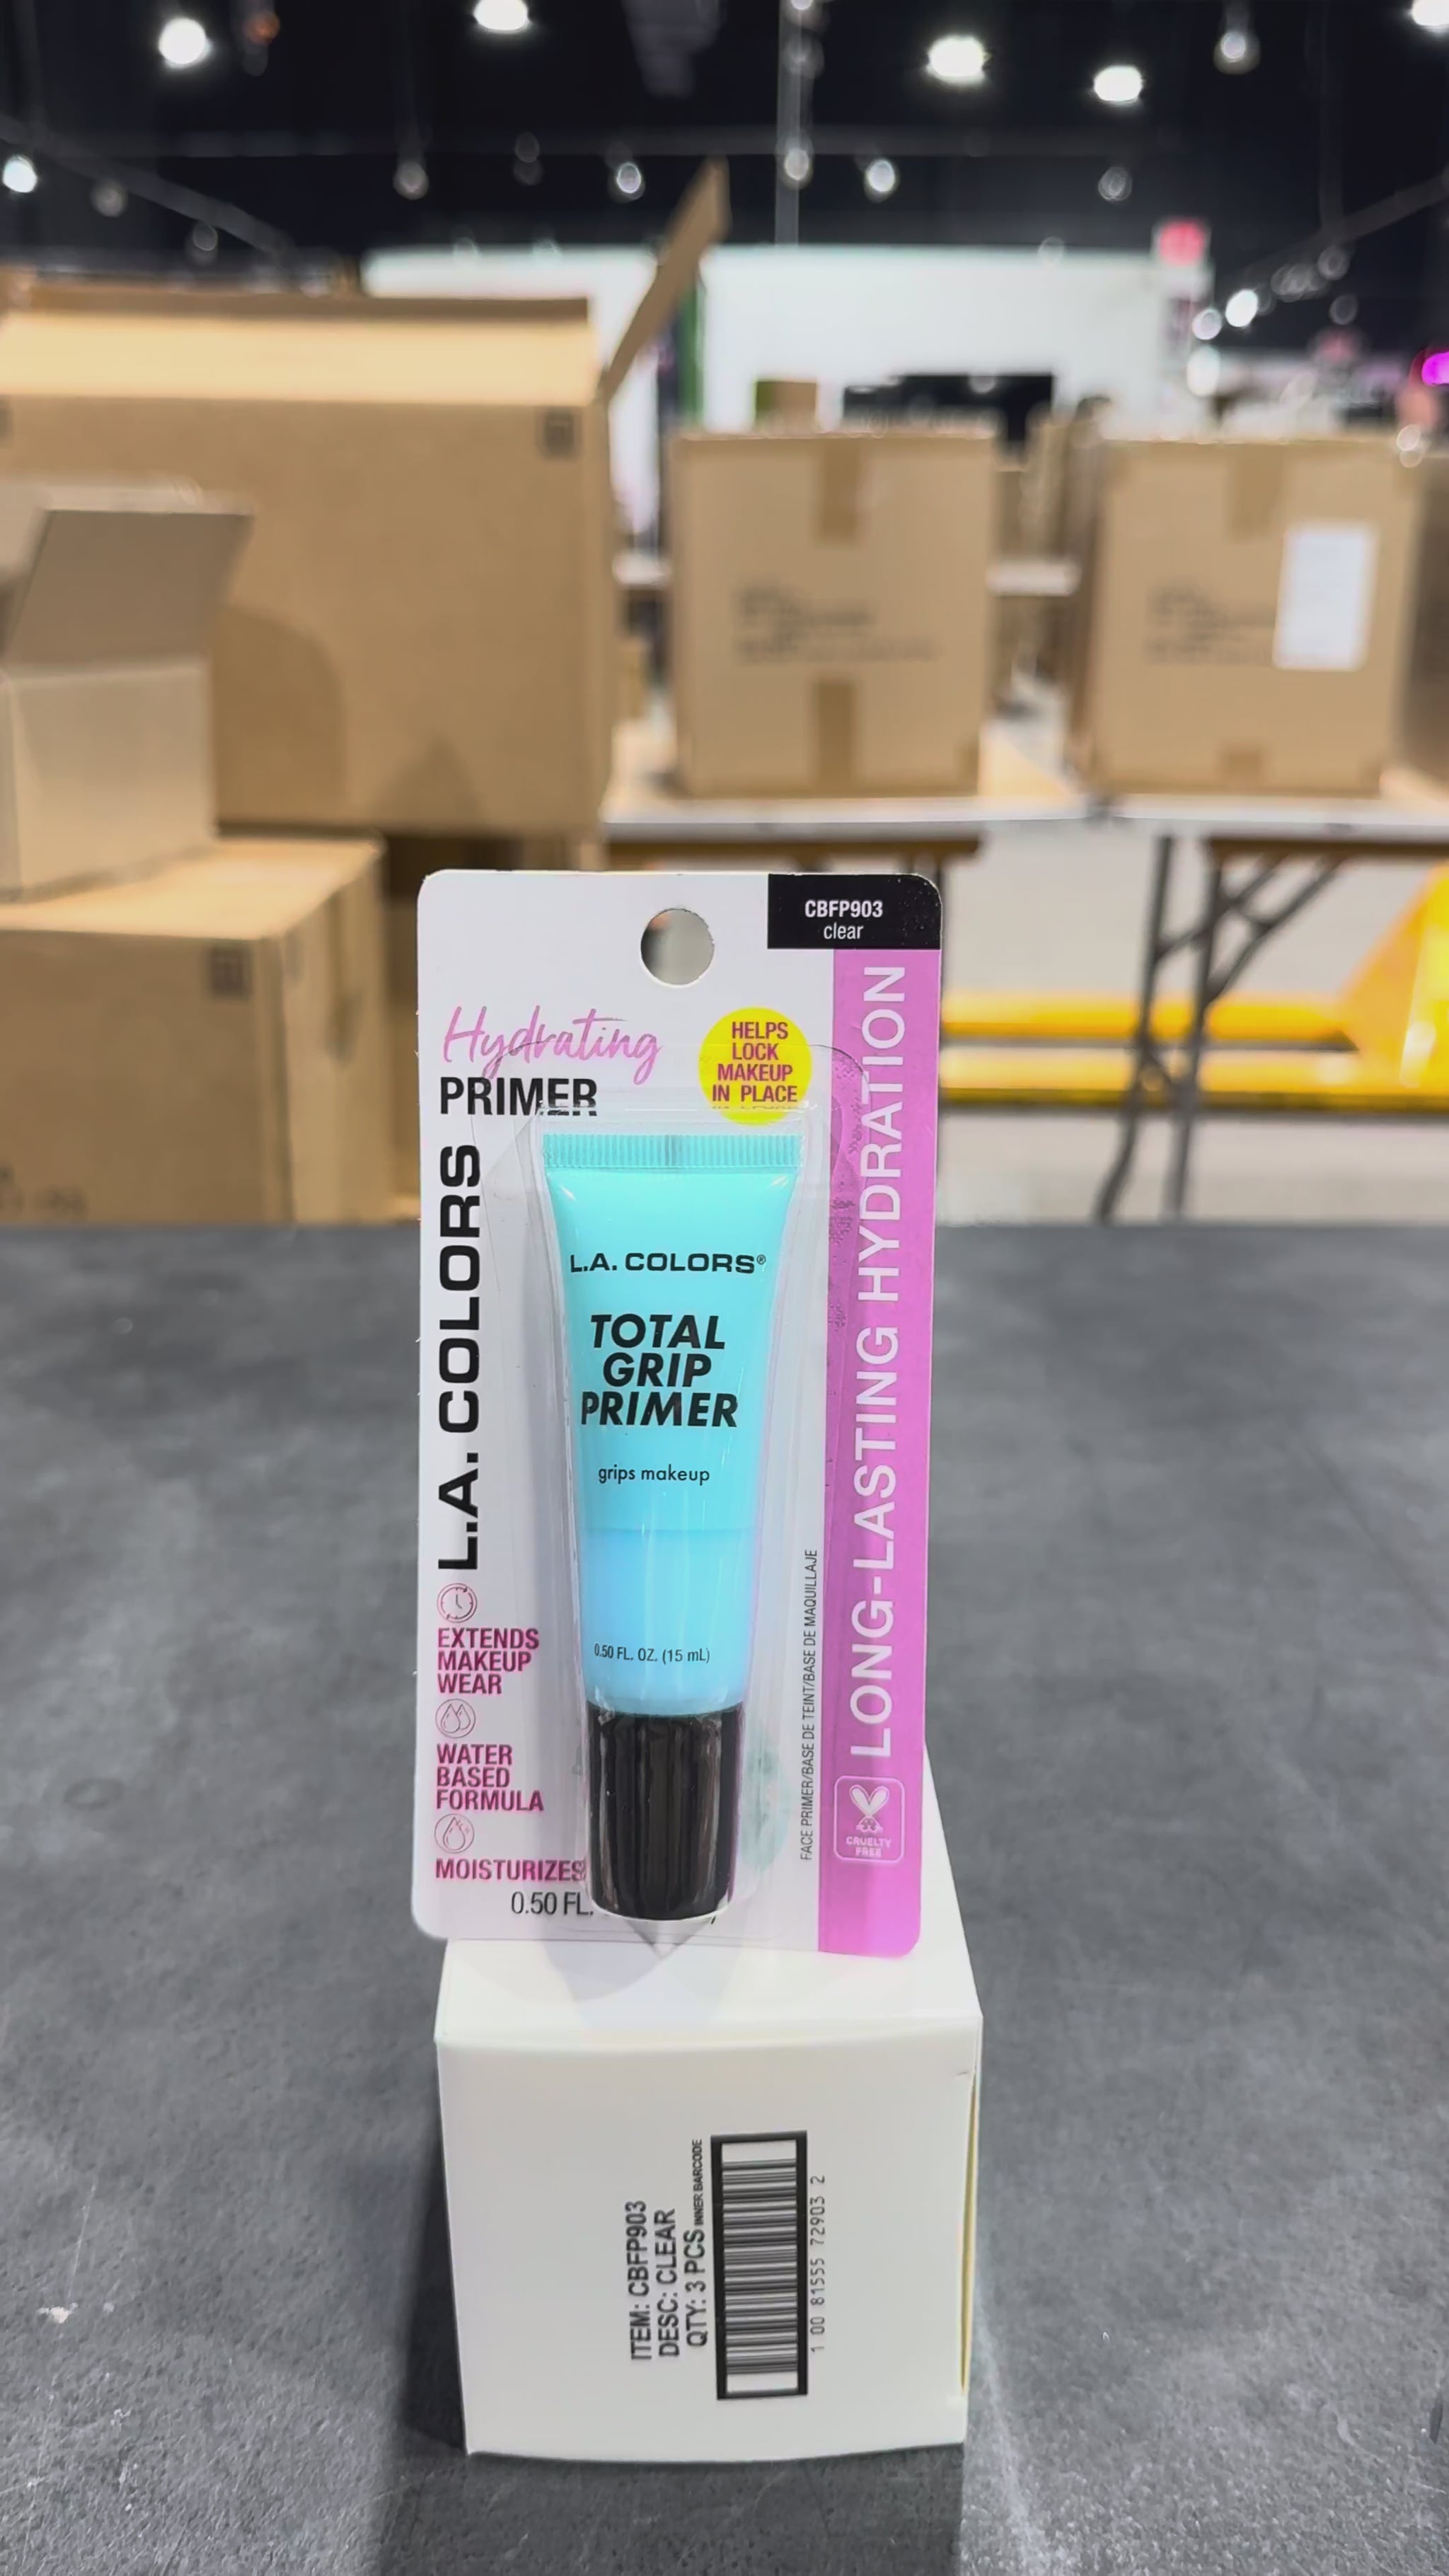 CBFP903
clear
Hydrating
PRIMER
HELPS
LOCK
MAKEUP
IN PLACE
L.A. COLORS
LONG-LASTING HYDRATION
L.A. COLORS®
TOTAL
GRIP
PRIMER
grips makeup
0.50 FL. OZ. (15 mL)
EXTENDS
MAKEUP
WEAR
WATER
BASED
FORMULA
MOISTURIZES
0.50 FL.
FACE PRIMER/BASE DE TEINT/BASE DE MAQUILLAJE
CRUELTY
FREE
ITEM: CBFP903
DESC: CLEAR
QTY: 3 PCS INNER BARCODE
1 00 81555 72903 2